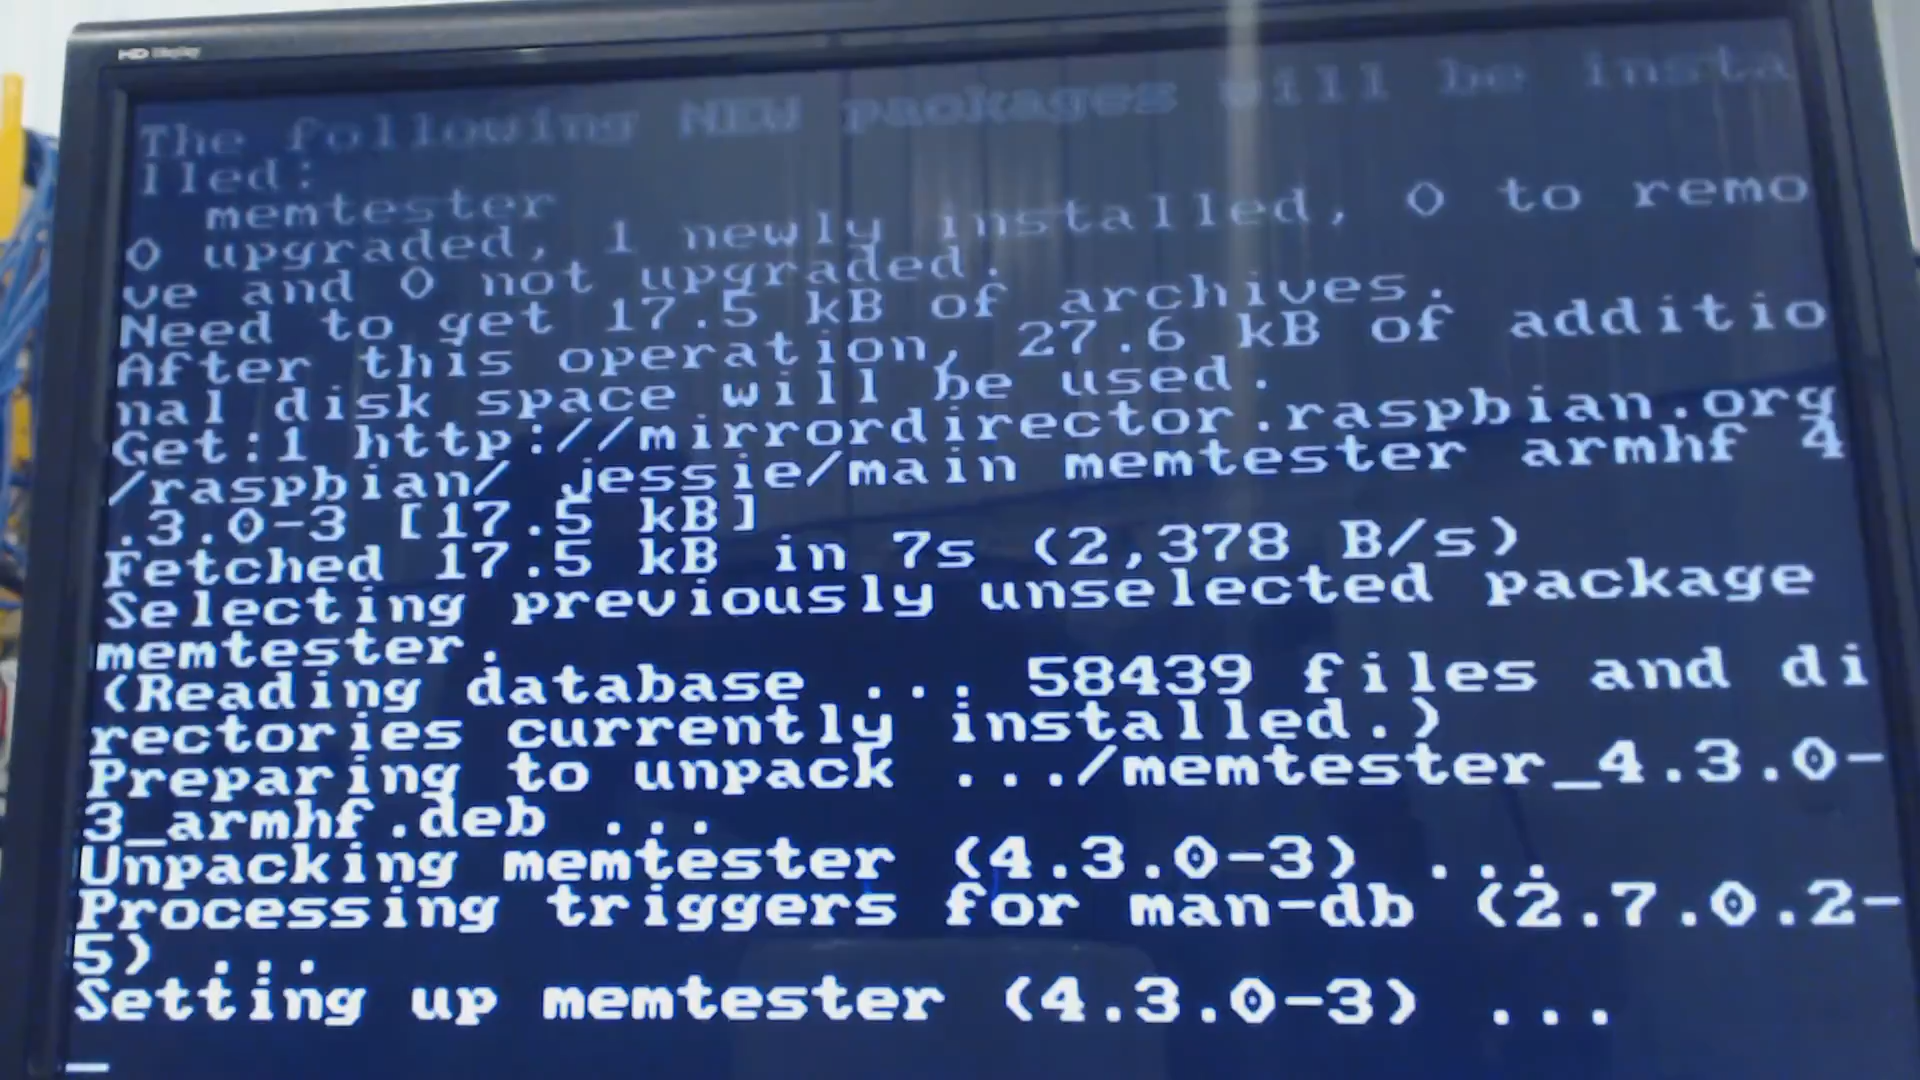 HD Display
The following NEW packages will be insta
lled:
memtester
0 upgraded, 1 newly installed, 0 to remo
ve and 0 not upgraded.
Need to get 17.5 kB of archives.
After this operation, 27.6 kB of additio
nal disk space will be used.
Get:1 http://mirrordirector.raspbian.org
/raspbian/ jessie/main memtester armhf 4
.3.0-3 [17.5 kB]
Fetched 17.5 kB in 7s (2,378 B/s)
Selecting previously unselected package
memtester.
(Reading database ... 58439 files and di
rectories currently installed.)
Preparing to unpack .../memtester_4.3.0-
3_armhf.deb ...
Unpacking memtester (4.3.0-3) ...
Processing triggers for man-db (2.7.0.2-
5) ...
Setting up memtester (4.3.0-3) ...